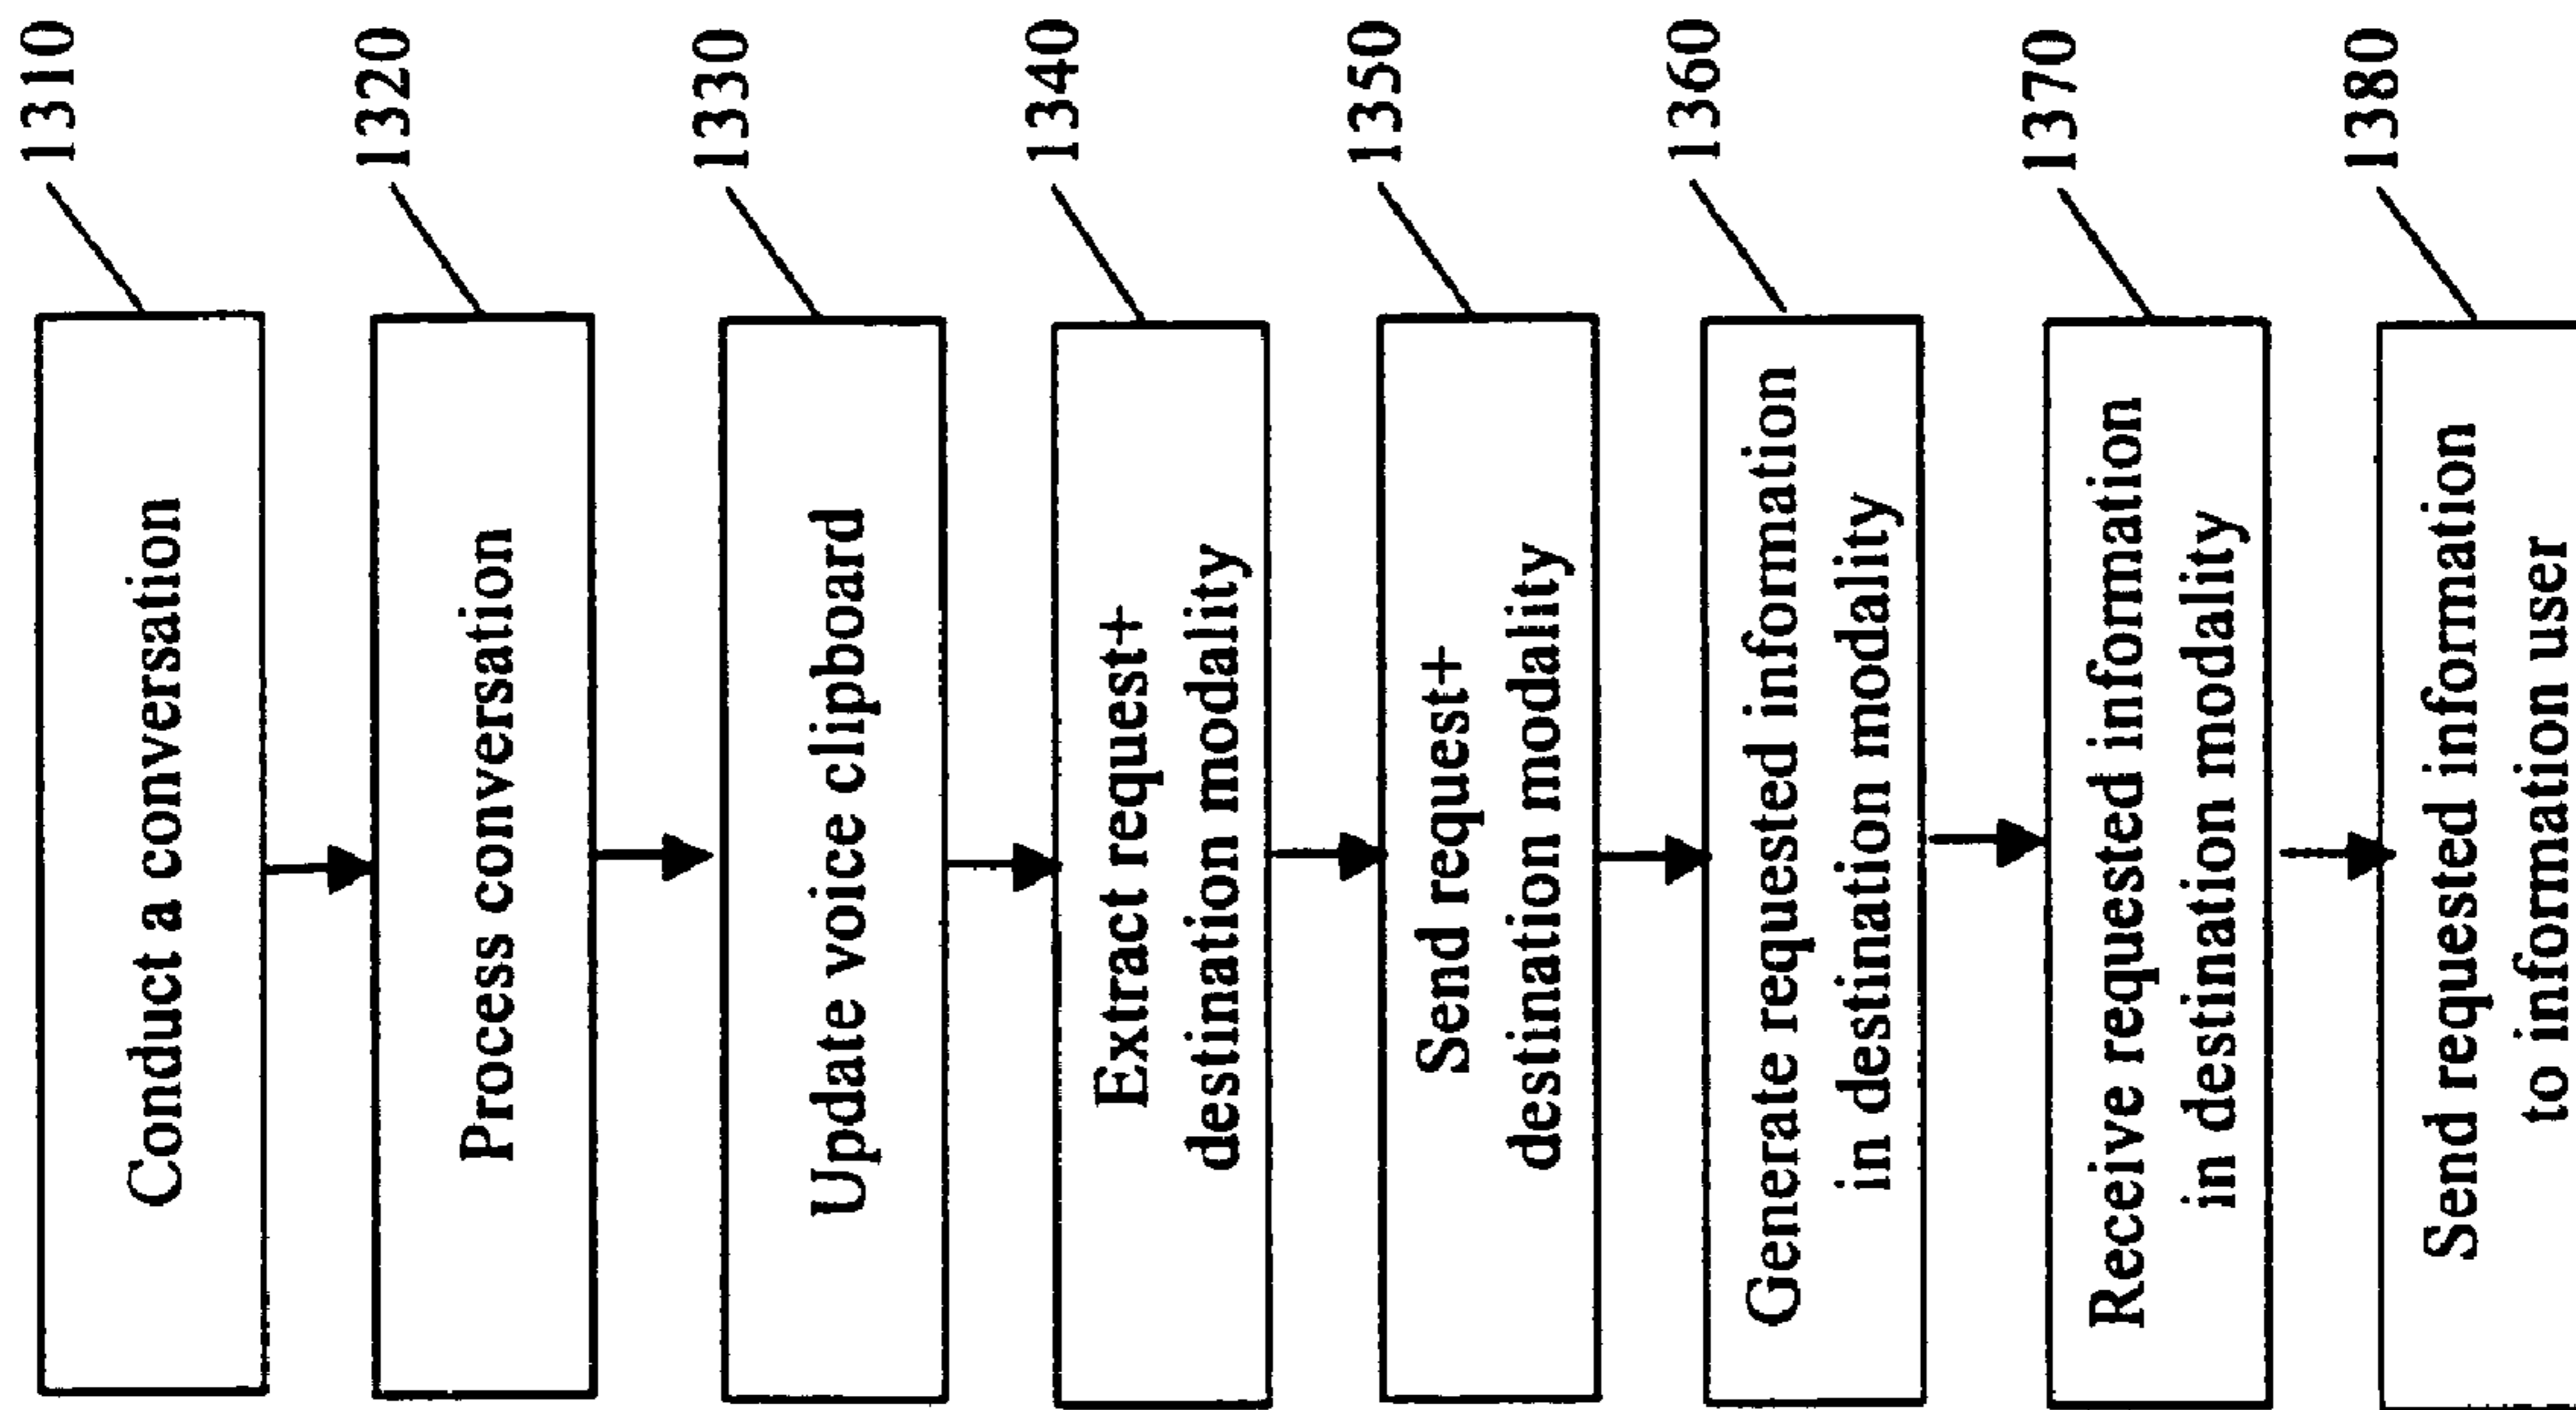 1310
Conduct a conversation
1320
Process conversation
1330
Update voice clipboard
1340
Extract request+
destination modality
1350
Send request+
destination modality
1360
Generate requested information
in destination modality
1370
Receive requested information
in destination modality
1380
Send requested information
to information user